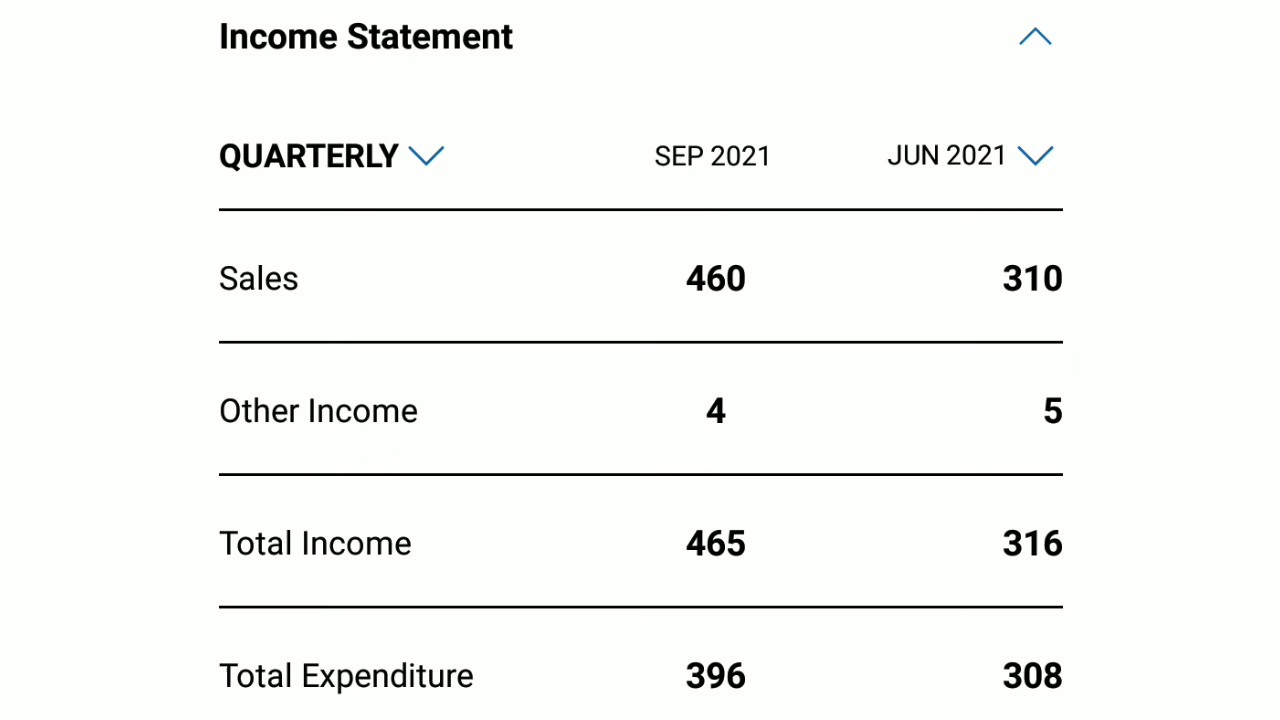 Income Statement
QUARTERLY SEP 2021 JUN 2021
Sales 460 310
Other Income 4 5
Total Income 465 316
Total Expenditure 396 308